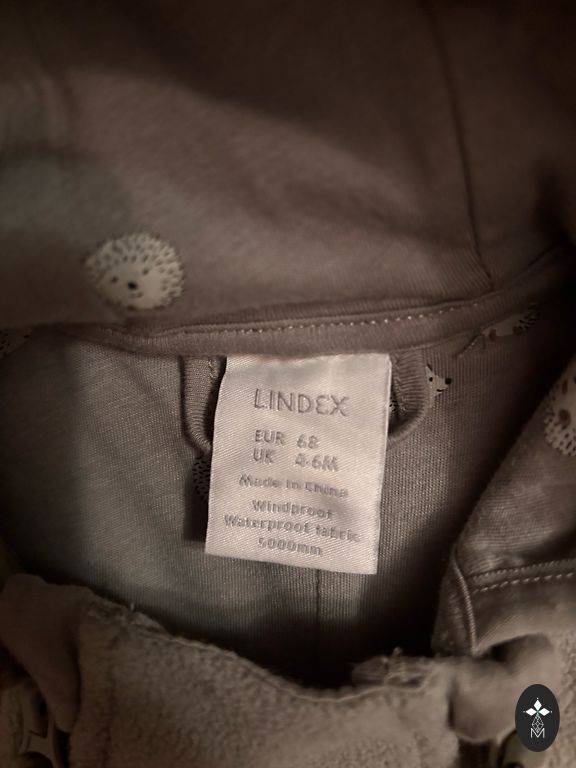 LINDEX
EUR 68
UK 4-6M
Made in China
Windproof
Waterproof fabric
5000mm
M